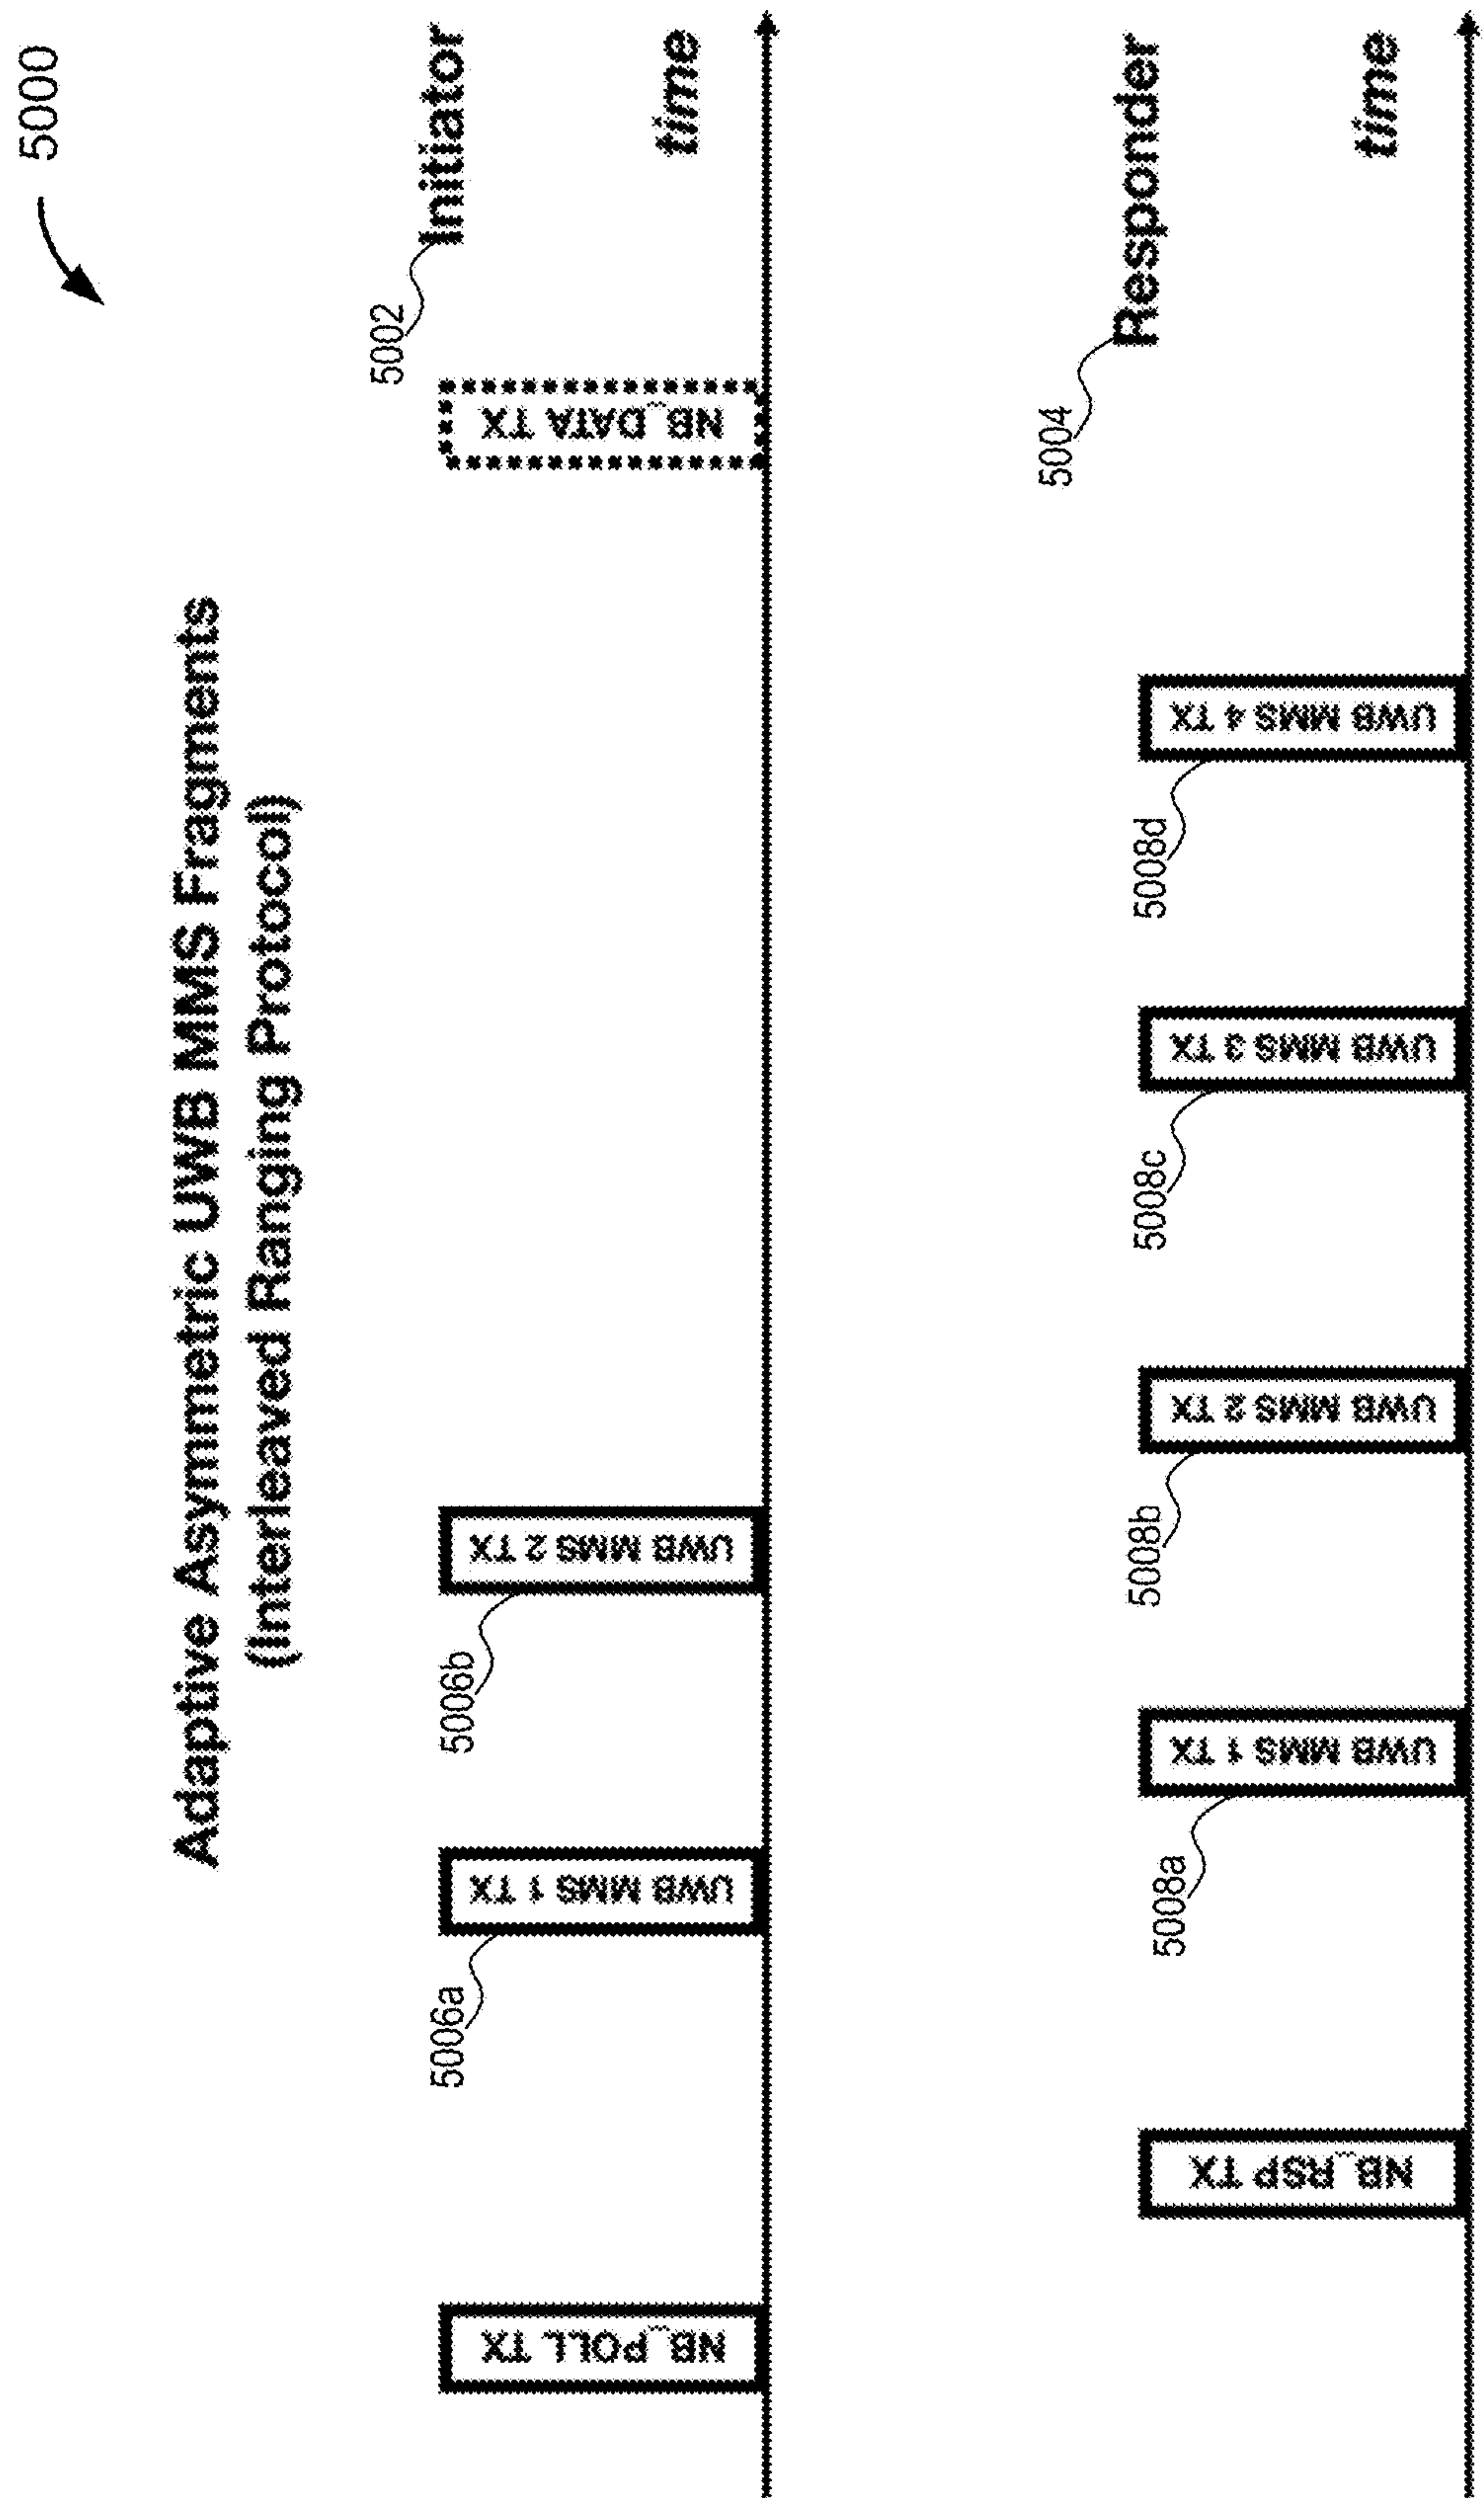 5000
Adaptive Asymmetric UWB MMS Fragments
(Interleaved Ranging Protocol)
5002
Initiator
time
NB_POLL TX
5006a
UWB MMS 1 TX
5006b
UWB MMS 2 TX
NB_DATA TX
5004
Responder
time
NB_RSP TX
5008a
UWB MMS 1 TX
5008b
UWB MMS 2 TX
5008c
UWB MMS 3 TX
5008d
UWB MMS 4 TX